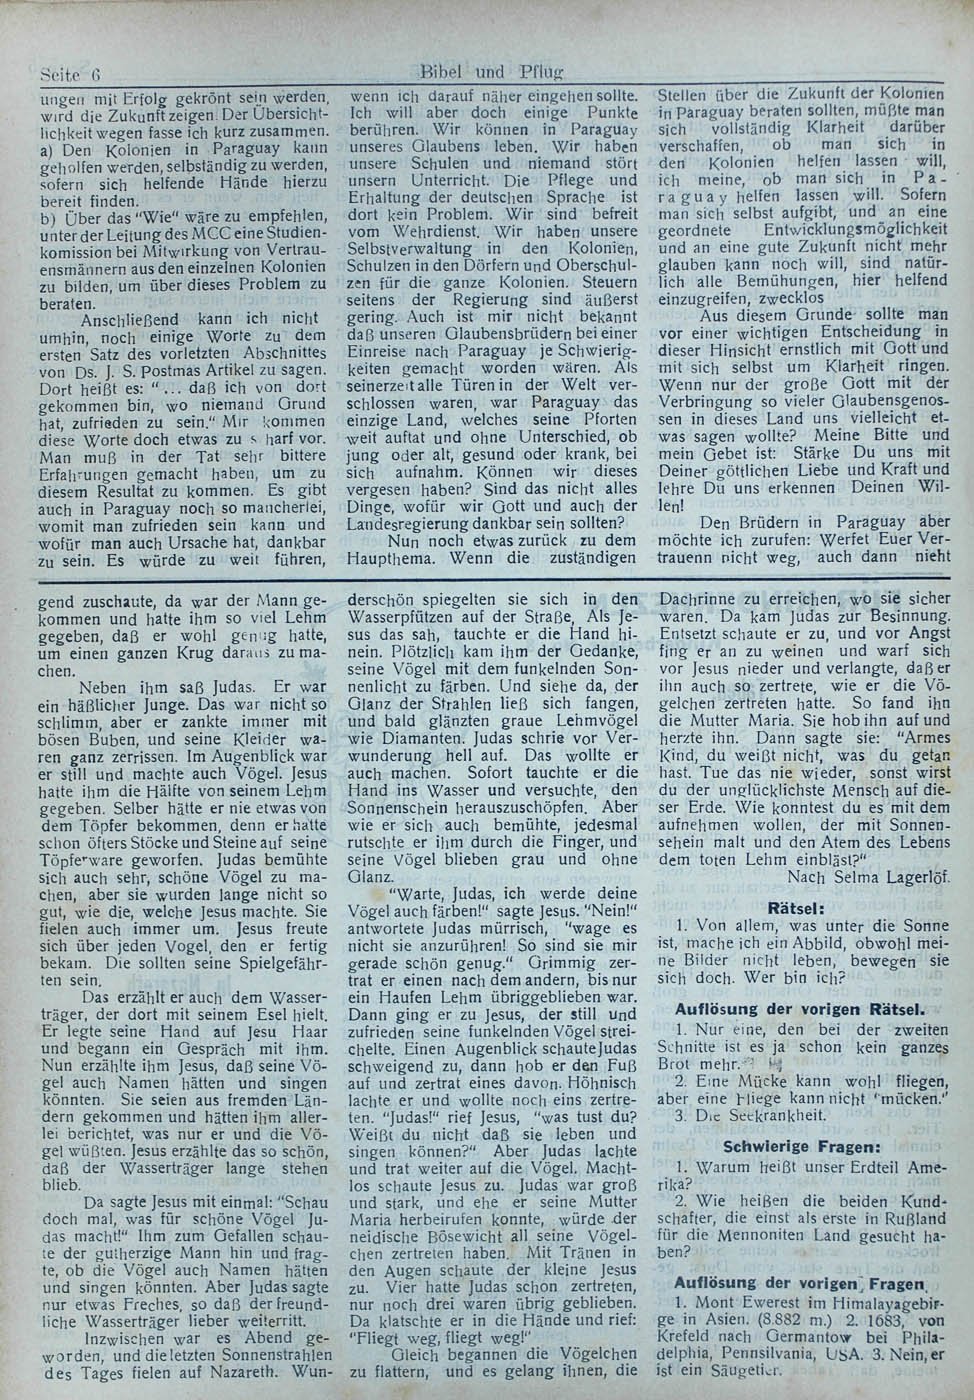 Seite 6
Bibel und Pflug
ungen mit Erfolg gekrönt sein werden,
wird die Zukunft zeigen. Der Übersicht-
lichkeit wegen fasse ich kurz zusammen.
a) Den Kolonien in Paraguay kann
geholfen werden, selbständig zu werden,
sofern sich helfende Hände hierzu
bereit finden.
b) Über das "Wie" wäre zu empfehlen,
unter der Leitung des MCC eine Studien-
komission bei Mitwirkung von Vertrau-
ensmännern aus den einzelnen Kolonien
zu bilden, um über dieses Problem zu
beraten.
Anschließend kann ich nicht
umhin, noch einige Worte zu dem
ersten Satz des vorletzten Abschnittes
von Ds. J. S. Postmas Artikel zu sagen.
Dort heißt es: "... daß ich von dort
gekommen bin, wo niemand Grund
hat, zufrieden zu sein." Mir kommen
diese Worte doch etwas zu s harf vor.
Man muß in der Tat sehr bittere
Erfahrungen gemacht haben, um zu
diesem Resultat zu kommen. Es gibt
auch in Paraguay noch so mancherlei,
womit man zufrieden sein kann und
wofür man auch Ursache hat, dankbar
zu sein. Es würde zu weit führen,
wenn ich darauf näher eingehen sollte.
Ich will aber doch einige Punkte
berühren. Wir können in Paraguay
unseres Glaubens leben. Wir haben
unsere Schulen und niemand stört
unsern Unterricht. Die Pflege und
Erhaltung der deutschen Sprache ist
dort kein Problem. Wir sind befreit
vom Wehrdienst. Wir haben unsere
Selbstverwaltung in den Kolonien,
Schulzen in den Dörfern und Oberschul-
zen für die ganze Kolonien. Steuern
seitens der Regierung sind äußerst
gering. Auch ist mir nicht bekannt
daß unseren Glaubensbrüdern bei einer
Einreise nach Paraguay je Schwierig-
keiten gemacht worden wären. Als
seinerzeit alle Türen in der Welt ver-
schlossen waren, war Paraguay das
einzige Land, welches seine Pforten
weit auftat und ohne Unterschied, ob
jung oder alt, gesund oder krank, bei
sich aufnahm. Können wir dieses
vergesen haben? Sind das nicht alles
Dinge, wofür wir Gott und auch der
Landesregierung dankbar sein sollten?
Nun noch etwas zurück zu dem
Haupthema. Wenn die zuständigen
Stellen über die Zukunft der Kolonien
in Paraguay beraten sollten, müßte man
sich vollständig Klarheit darüber
verschaffen, ob man sich in
den Kolonien helfen lassen will,
ich meine, ob man sich in Pa-
raguay helfen lassen will. Sofern
man sich selbst aufgibt, und an eine
geordnete Entwicklungsmöglichkeit
und an eine gute Zukunft nicht mehr
glauben kann noch will, sind natür-
lich alle Bemühungen, hier helfend
einzugreifen, zwecklos
Aus diesem Grunde sollte man
vor einer wichtigen Entscheidung in
dieser Hinsicht ernstlich mit Gott und
mit sich selbst um Klarheit ringen.
Wenn nur der große Gott mit der
Verbringung so vieler Glaubensgenos-
sen in dieses Land uns vielleicht et-
was sagen wollte? Meine Bitte und
mein Gebet ist: Stärke Du uns mit
Deiner göttlichen Liebe und Kraft und
lehre Du uns erkennen Deinen Wil-
len!
Den Brüdern in Paraguay aber
möchte ich zurufen: Werfet Euer Ver-
trauenn nicht weg, auch dann nieht
gend zuschaute, da war der Mann ge-
kommen und hatte ihm so viel Lehm
gegeben, daß er wohl genug hatte,
um einen ganzen Krug daraus zu ma-
chen.
Neben ihm saß Judas. Er war
ein häßlicher Junge. Das war nicht so
schlimm, aber er zankte immer mit
bösen Buben, und seine Kleider wa-
ren ganz zerrissen. Im Augenblick war
er still und machte auch Vögel. Jesus
hatte ihm die Hälfte von seinem Lehm
gegeben. Selber hätte er nie etwas von
dem Töpfer bekommen, denn er hatte
schon öfters Stöcke und Steine auf seine
Töpferware geworfen. Judas bemühte
sich auch sehr, schöne Vögel zu ma-
chen, aber sie wurden lange nicht so
gut, wie die, welche Jesus machte. Sie
fielen auch immer um. Jesus freute
sich über jeden Vogel, den er fertig
bekam. Die sollten seine Spielgefähr-
ten sein.
Das erzählt er auch dem Wasser-
träger, der dort mit seinem Esel hielt.
Er legte seine Hand auf Jesu Haar
und begann ein Gespräch mit ihm.
Nun erzählte ihm Jesus, daß seine Vö-
gel auch Namen hätten und singen
könnten. Sie seien aus fremden Län-
dern gekommen und hätten ihm aller-
lei berichtet, was nur er und die Vö-
gel wüßten. Jesus erzählte das so schön,
daß der Wasserträger lange stehen
blieb.
Da sagte Jesus mit einmal: "Schau
doch mal, was für schöne Vögel Ju-
das macht!" Ihm zum Gefallen schau-
te der gutherzige Mann hin und frag-
te, ob die Vögel auch Namen hätten
und singen könnten. Aber Judas sagte
nur etwas Freches, so daß der freund-
liche Wasserträger lieber weiterritt.
Inzwischen war es Abend ge-
worden, und die letzten Sonnenstrahlen
des Tages fielen auf Nazareth. Wun-
derschön spiegelten sie sich in den
Wasserpfützen auf der Straße, Als Je-
sus das sah, tauchte er die Hand hi-
nein. Plötzlich kam ihm der Gedanke,
seine Vögel mit dem funkelnden Son-
nenlicht zu färben. Und siehe da, der
Glanz der Strahlen ließ sich fangen,
und bald glänzten graue Lehmvögel
wie Diamanten. Judas schrie vor Ver-
wunderung hell auf. Das wollte er
auch machen. Sofort tauchte er die
Hand ins Wasser und versuchte, den
Sonnenschein herauszuschöpfen. Aber
wie er sich auch bemühte, jedesmal
rutschte er ihm durch die Finger, und
seine Vögel blieben grau und ohne
Glanz.
"Warte, Judas, ich werde deine
Vögel auch färben!" sagte Jesus. "Nein!"
antwortete Judas mürrisch, "wage es
nicht sie anzurühren! So sind sie mir
gerade schön genug." Grimmig zer-
trat er einen nach dem andern, bis nur
ein Haufen Lehm übriggeblieben war.
Dann ging er zu Jesus, der still und
zufrieden seine funkelnden Vögel strei-
chelte. Einen Augenblick schaute Judas
schweigend zu, dann hob er den Fuß
auf und zertrat eines davon. Höhnisch
lachte er und wollte noch eins zertre-
ten. "Judas!" rief Jesus, "was tust du?
Weißt du nicht daß sie leben und
singen können?" Aber Judas lachte
und trat weiter auf die Vögel. Macht-
los schaute Jesus zu. Judas war groß
und stark, und ehe er seine Mutter
Maria herbeirufen konnte, würde der
neidische Bösewicht all seine Vögel-
chen zertreten haben. Mit Tränen in
den Augen schaute der kleine Jesus
zu. Vier hatte Judas schon zertreten,
nur noch drei waren übrig geblieben.
Da klatschte er in die Hände und rief:
"Fliegt weg, fliegt weg!"
Gleich begannen die Vögelchen
zu flattern, und es gelang ihnen, die
Dachrinne zu erreichen, wo sie sicher
waren. Da kam Judas zur Besinnung.
Entsetzt schaute er zu, und vor Angst
fing er an zu weinen und warf sich
vor Jesus nieder und verlangte, daß er
ihn auch so zertrete, wie er die Vö-
gelchen zertreten hatte. So fand ihn
die Mutter Maria. Sie hob ihn auf und
herzte ihn. Dann sagte sie: "Armes
Kind, du weißt nicht, was du getan
hast. Tue das nie wieder, sonst wirst
du der unglücklichste Mensch auf die-
ser Erde. Wie konntest du es mit dem
aufnehmen wollen, der mit Sonnen-
sehein malt und den Atem des Lebens
dem toten Lehm einbläst?"
Nach Selma Lagerlöf.
Rätsel:
1. Von allem, was unter die Sonne
ist, mache ich ein Abbild, obwohl mei-
ne Bilder nicht leben, bewegen sie
sich doch. Wer bin ich?
Auflösung der vorigen Rätsel.
1. Nur eine, den bei der zweiten
Schnitte ist es ja schon kein ganzes
Brot mehr.
2. Eine Mücke kann wohl fliegen,
aber eine Fliege kann nicht "mücken."
3. Die Seekrankheit.
Schwierige Fragen:
1. Warum heißt unser Erdteil Ame-
rika?
2. Wie heißen die beiden Kund-
schafter, die einst als erste in Rußland
für die Mennoniten Land gesucht ha-
ben?
Auflösung der vorigen Fragen.
1. Mont Ewerest im Himalayagebir-
ge in Asien. (8.882 m.) 2. 1683, von
Krefeld nach Germantow bei Phila-
delphia, Pennsilvania, USA. 3. Nein, er
ist ein Säugetier.